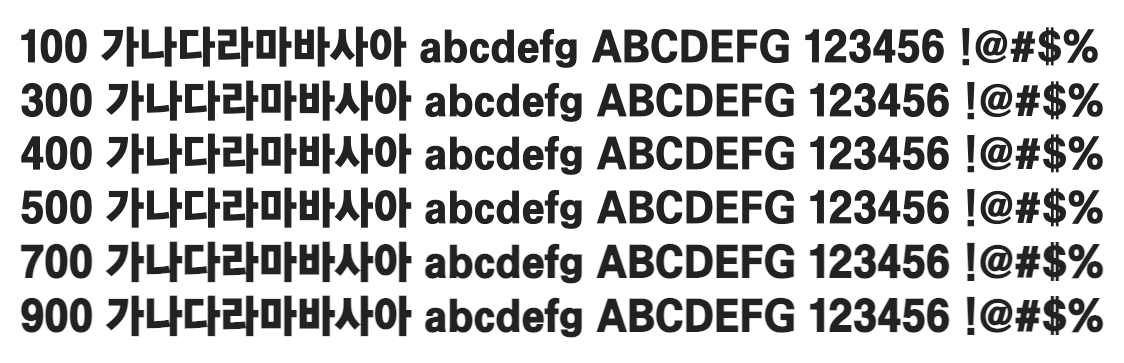 100 가나다라마바사아 abcdefg ABCDEFG 123456 !@#$%
300 가나다라마바사아 abcdefg ABCDEFG 123456 !@#$%
400 가나다라마바사아 abcdefg ABCDEFG 123456 !@#$%
500 가나다라마바사아 abcdefg ABCDEFG 123456 !@#$%
700 가나다라마바사아 abcdefg ABCDEFG 123456 !@#$%
900 가나다라마바사아 abcdefg ABCDEFG 123456 !@#$%